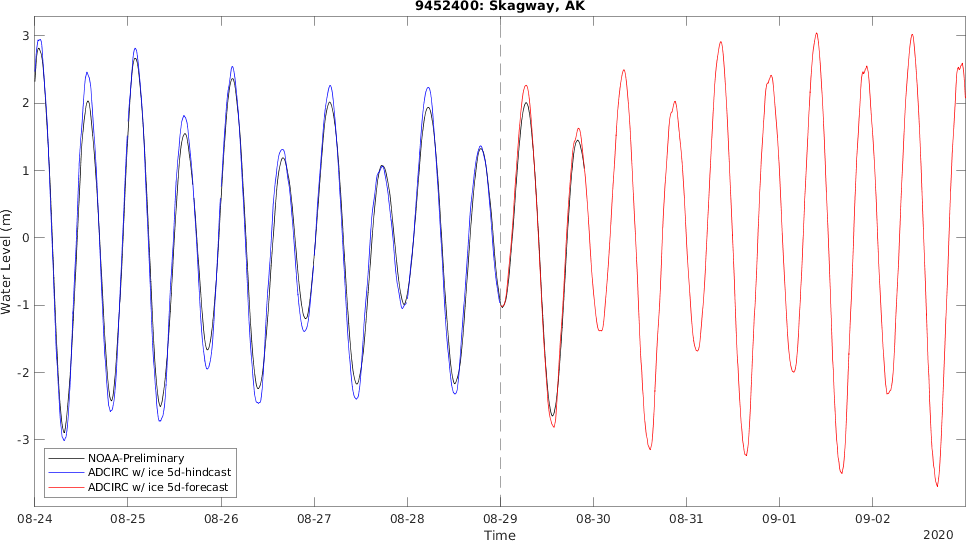 9452400: Skagway, AK
3
2
1
0
-1
-2
-3
Water Level (m)
NOAA-Preliminary
ADCIRC w/ ice 5d-hindcast
ADCIRC w/ ice 5d-forecast
08-24 08-25 08-26 08-27 08-28 08-29 08-30 08-31 09-01 09-02
Time
2020